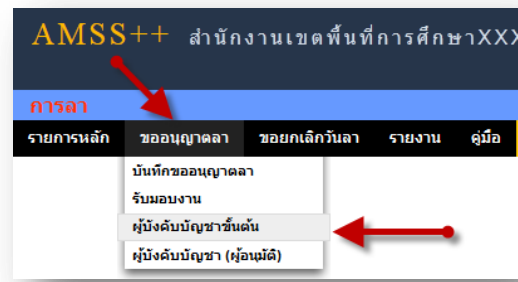 AMSS++ สำนักงานเขตพื้นที่การศึกษาXXX
การลา
รายการหลัก ขออนุญาตลา ขอยกเลิกวันลา รายงาน คู่มือ
บันทึกขออนุญาตลา
รับมอบงาน
ผู้บังคับบัญชาขั้นต้น
ผู้บังคับบัญชา (ผู้อนุมัติ)